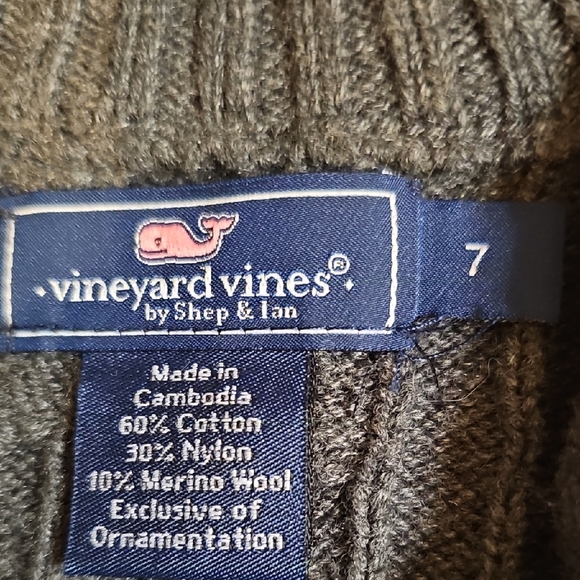 ·vineyard vines®·
by Shep & Ian
7
Made in
Cambodia
60% Cotton
30% Nylon
10% Merino Wool
Exclusive of
Ornamentation